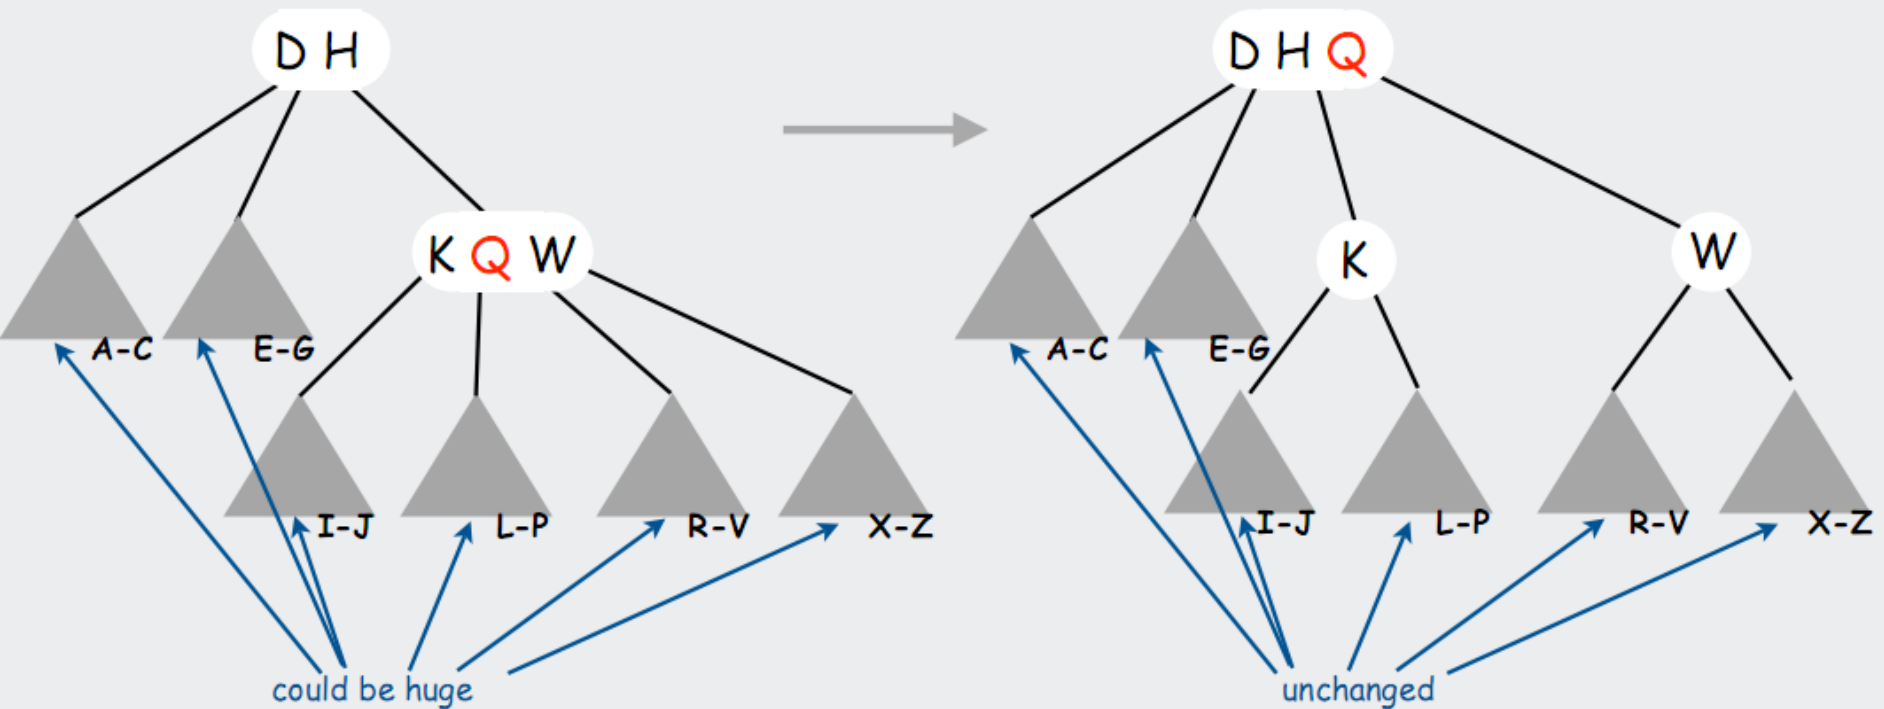 D H
D H Q
K Q W
K
W
A-C
E-G
A-C
E-G
I-J
L-P
R-V
X-Z
I-J
L-P
R-V
X-Z
could be huge
unchanged